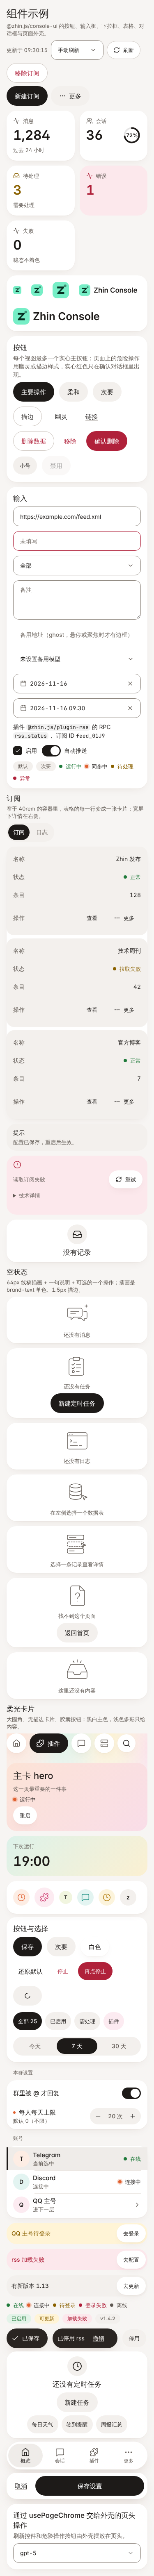 组件示例
@zhin.js/console-ui 的按钮、输入框、下拉框、表格、对
话框与页面外壳。
更新于 09:30:15
手动刷新
刷新
移除订阅
新建订阅
更多
消息
1,284
过去 24 小时
会话
36
72%
待处理
3
需要处理
错误
1
失败
0
稳态不着色
Zhin Console
Zhin Console
按钮
每个视图最多一个实心主按钮；页面上的危险操作
用幽灵或描边样式，实心红色只在确认对话框里出
现。
主要操作
柔和
次要
描边
幽灵
链接
删除数据
移除
确认删除
小号
禁用
输入
https://example.com/feed.xml
未填写
全部
备注
备用地址（ghost，悬停或聚焦时才有边框）
未设置备用模型
2026-11-16
2026-11-16 09:30
插件 @zhin.js/plugin-rss 的 RPC
rss.status ，订阅 ID feed_01J9
启用
自动推送
默认
次要
运行中
同步中
待处理
异常
订阅
窄于 40rem 的容器里，表格的每一行变成一张卡片；宽屏
下详情在右侧。
订阅
日志
名称
Zhin 发布
状态
正常
条目
128
操作
查看
更多
名称
技术周刊
状态
拉取失败
条目
42
操作
查看
更多
名称
官方博客
状态
正常
条目
7
操作
查看
更多
提示
配置已保存，重启后生效。
读取订阅失败
重试
技术详情
没有记录
空状态
64px 线稿插画 + 一句说明 + 可选的一个操作；插画是
brand-text 单色、1.5px 描边。
还没有消息
还没有任务
新建定时任务
还没有日志
在左侧选择一个数据表
选择一条记录查看详情
找不到这个页面
返回首页
这里还没有内容
柔光卡片
大圆角、无描边卡片、胶囊按钮；黑白主色，浅色多彩只给
内容。
插件
主卡 hero
这一页最重要的一件事
运行中
重启
下次运行
19:00
T
2
按钮与选择
保存
次要
白色
还原默认
停止
再点停止
全部 25
已启用
需处理
插件
今天
7 天
30 天
本群设置
群里被 @ 才回复
每人每天上限
默认 0（不限）
20 次
账号
T
Telegram
当前选中
在线
D
Discord
连接中
连接中
Q
QQ 主号
进下一层
QQ 主号待登录
去登录
rss 加载失败
去配置
有新版本 1.13
去更新
在线
连接中
待登录
登录失败
离线
已启用
可更新
加载失败
v1.4.2
已保存
已停用 rss
撤销
停用
还没有定时任务
新建任务
每日天气
签到提醒
周报汇总
概览
会话
插件
更多
取消
保存设置
通过 usePageChrome 交给外壳的页头
操作
刷新控件和危险操作按钮由外壳摆放在页头。
gpt-5